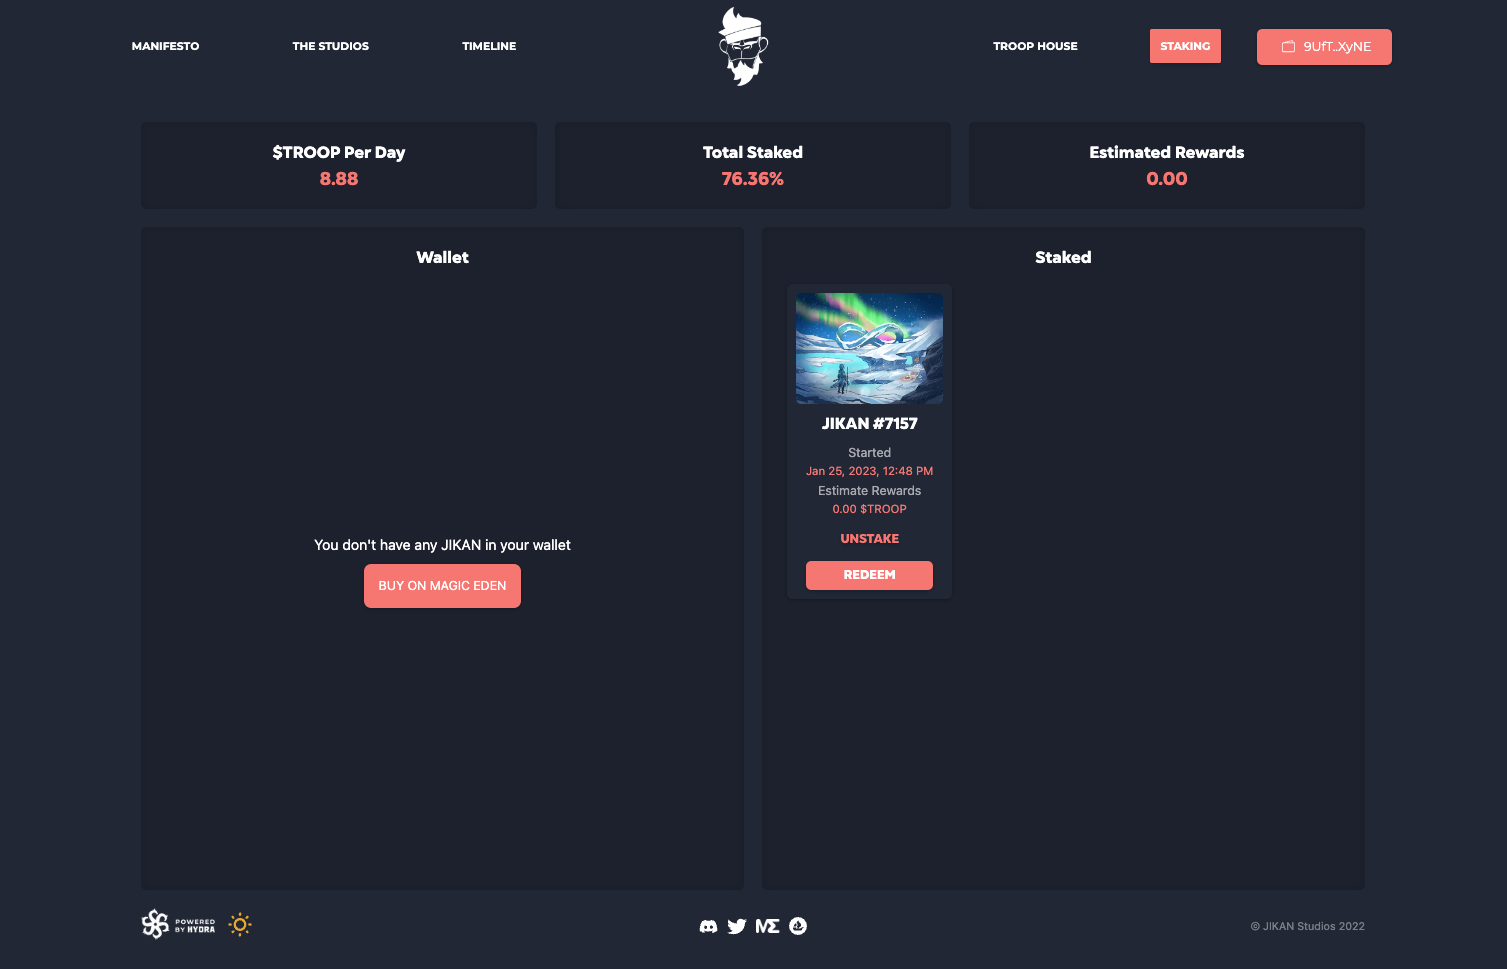 MANIFESTO
THE STUDIOS
TIMELINE
TROOP HOUSE
STAKING
9UfT..XyNE
$TROOP Per Day
8.88
Total Staked
76.36%
Estimated Rewards
0.00
Wallet
You don't have any JIKAN in your wallet
BUY ON MAGIC EDEN
Staked
JIKAN #7157
Started
Jan 25, 2023, 12:48 PM
Estimate Rewards
0.00 $TROOP
UNSTAKE
REDEEM
POWERED
BY HYDRA
© JIKAN Studios 2022